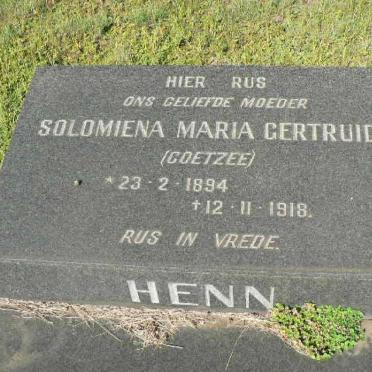 HIER RUS
ONS GELIEFDE MOEDER
SOLOMIENA MARIA GERTRUID
(COETZEE)
*23-2-1894
†12-11-1918.
RUS IN VREDE.
HENN